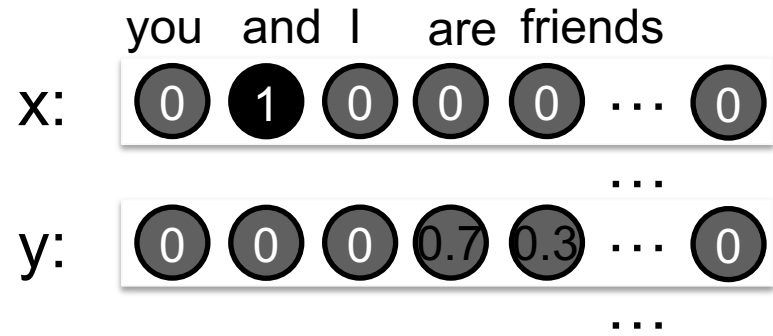 you and I are friends
x: 0 1 0 0 0 ... 0
...
y: 0 0 0 0.7 0.3 ... 0
...